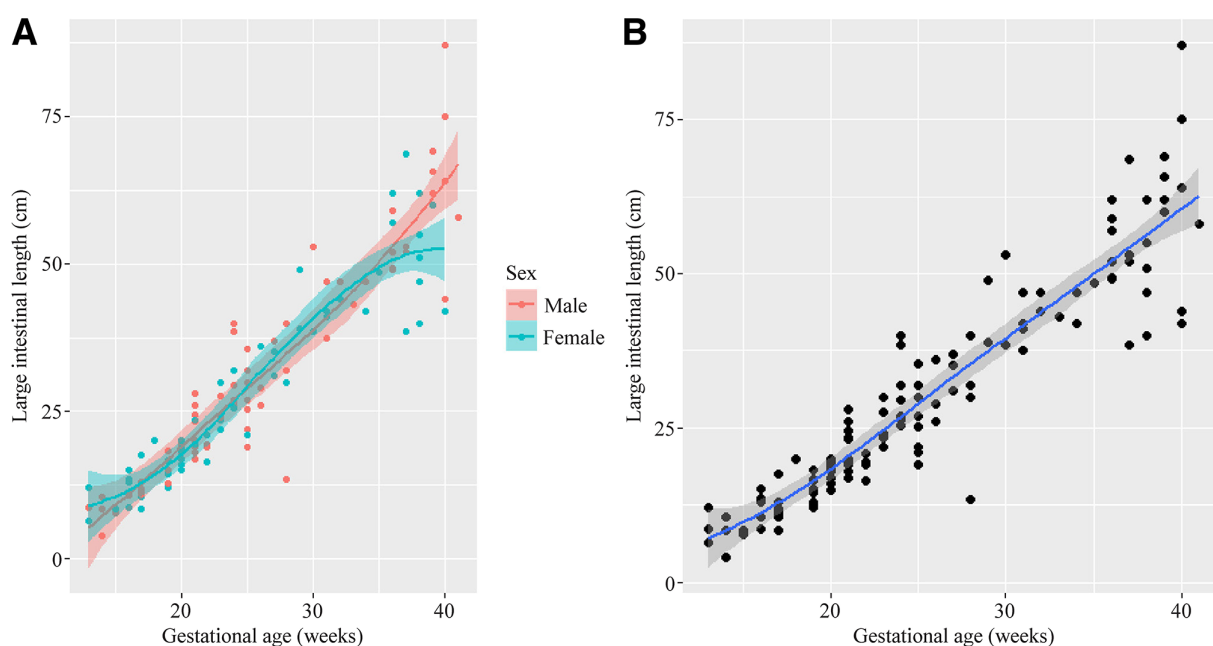 A
Large intestinal length (cm)
75
50
25
0
20
30
40
Gestational age (weeks)
Sex
Male
Female
B
Large intestinal length (cm)
75
50
25
0
20
30
40
Gestational age (weeks)